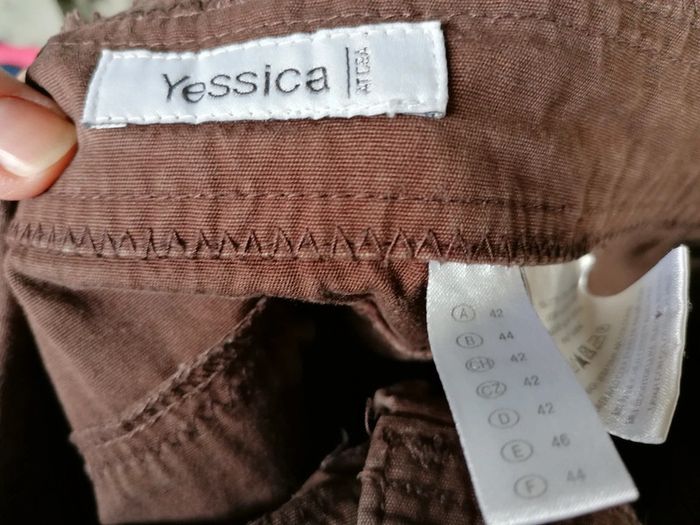 Yessica
AT C&A
A 42
B 44
CH 42
CZ 42
D 42
E 46
F 44